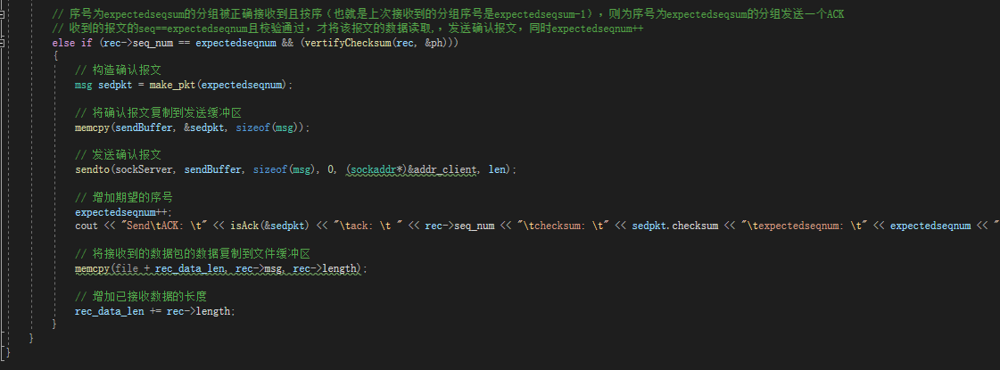 // 序号为expectedseqsum的分组被正确接收到且按序（也就是上次接收到的分组序号是expectedseqsum-1），则为序号为expectedseqsum的分组发送一个ACK
// 收到的报文的seq==expectedseqnum且校验通过，才将该报文的数据读取,，发送确认报文，同时expectedseqnum++
else if (rec->seq_num == expectedseqnum && (vertifyChecksum(rec, &ph)))
{
// 构造确认报文
msg sedpkt = make_pkt(expectedseqnum);
// 将确认报文复制到发送缓冲区
memcpy(sendBuffer, &sedpkt, sizeof(msg));
// 发送确认报文
sendto(sockServer, sendBuffer, sizeof(msg), 0, (sockaddr*)&addr_client, len);
// 增加期望的序号
expectedseqnum++;
cout << "Send\tACK: \t" << isAck(&sedpkt) << "\tack: \t " << rec->seq_num << "\tchecksum: \t" << sedpkt.checksum << "\texpectedseqnum: \t" << expectedseqnum << "
// 将接收到的数据包的数据复制到文件缓冲区
memcpy(file + rec_data_len, rec->msg, rec->length);
// 增加已接收数据的长度
rec_data_len += rec->length;
}
}
}